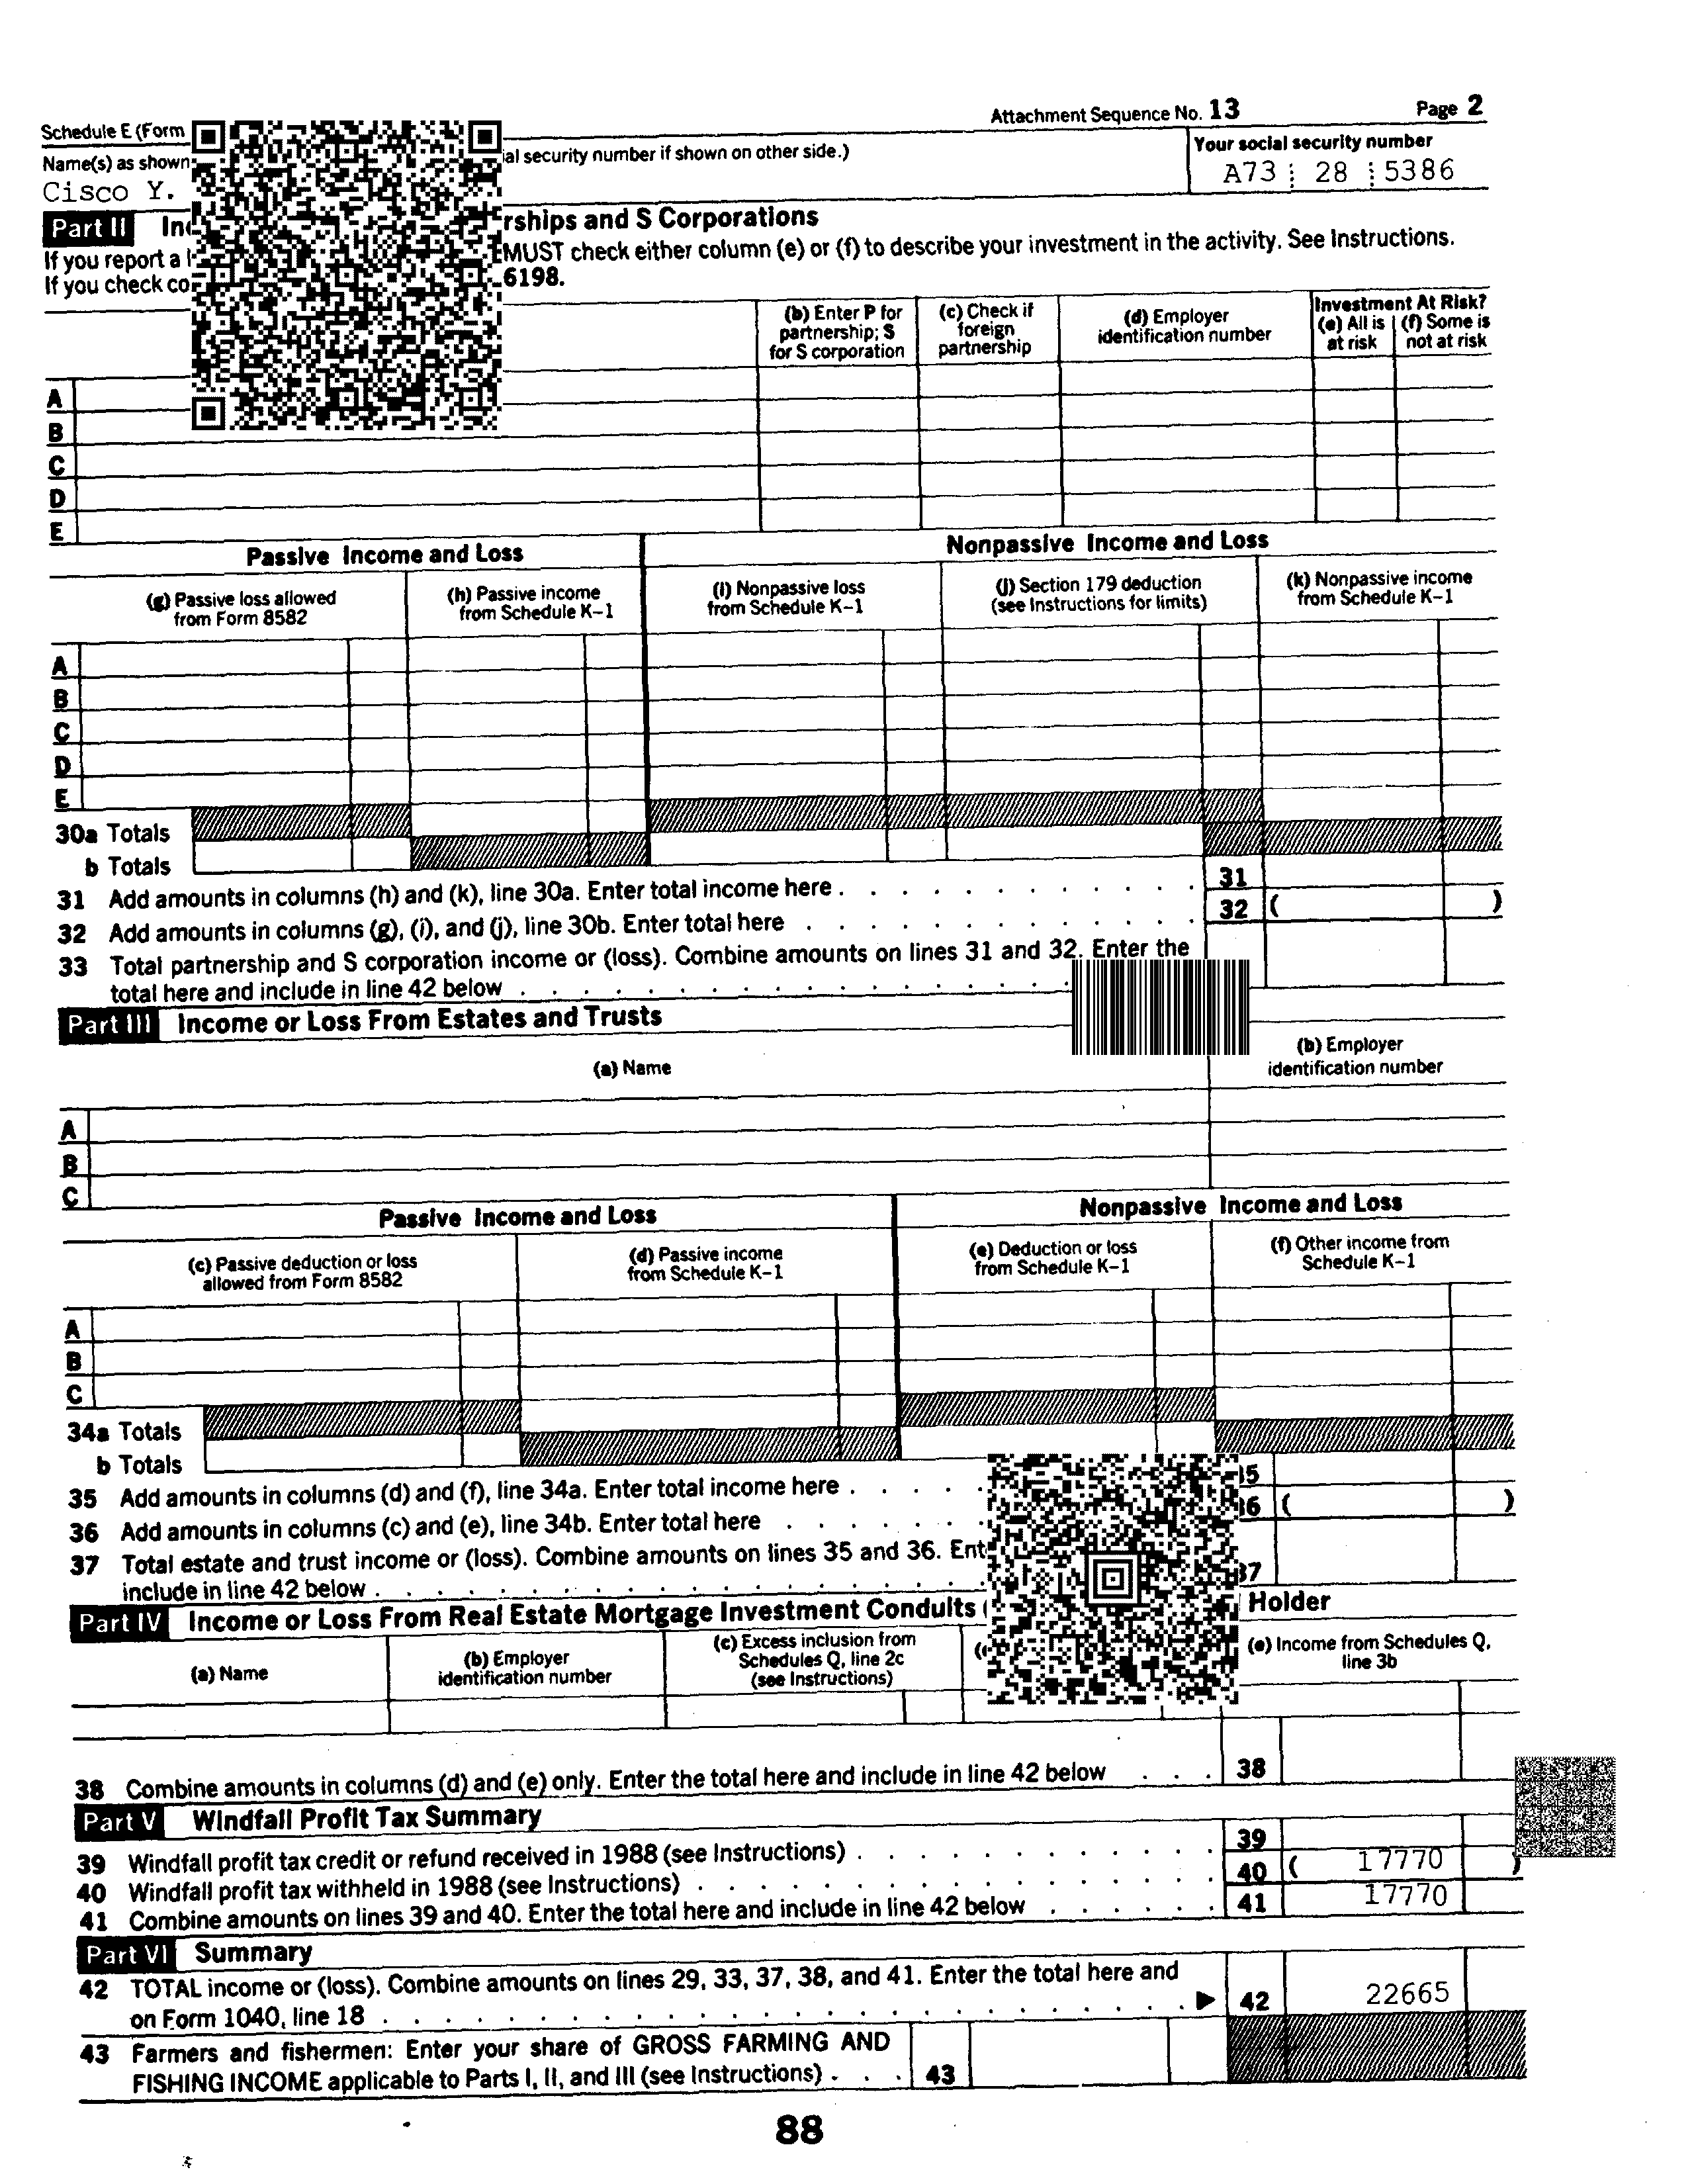 Attachment Sequence No. 13 Page 2
Schedule E (Form
Name(s) as shown al security number if shown on other side.) Your social security number
Cisco Y. A73 28 5386
Part II In rships and S Corporations
If you report a MUST check either column (e) or (f) to describe your investment in the activity. See Instructions.
If you check co 6198.
(b) Enter P for partnership; S for S corporation (c) Check if foreign partnership (d) Employer identification number Investment At Risk? (e) All is at risk (f) Some is not at risk
A
B
C
D
E
Passive Income and Loss Nonpassive Income and Loss
(g) Passive loss allowed from Form 8582 (h) Passive income from Schedule K–1 (i) Nonpassive loss from Schedule K–1 (j) Section 179 deduction (see Instructions for limits) (k) Nonpassive income from Schedule K–1
A
B
C
D
E
30a Totals
b Totals
31 Add amounts in columns (h) and (k), line 30a. Enter total income here . . . . . . . . . . . . 31
32 Add amounts in columns (g), (i), and (j), line 30b. Enter total here . . . . . . . . . . . . . 32 ( )
33 Total partnership and S corporation income or (loss). Combine amounts on lines 31 and 32. Enter the
total here and include in line 42 below . . . . . . . . . . . . . . . . . .
Part III Income or Loss From Estates and Trusts
(a) Name (b) Employer identification number
A
B
C
Passive Income and Loss Nonpassive Income and Loss
(c) Passive deduction or loss allowed from Form 8582 (d) Passive income from Schedule K–1 (e) Deduction or loss from Schedule K–1 (f) Other income from Schedule K–1
A
B
C
34a Totals
b Totals
35 Add amounts in columns (d) and (f), line 34a. Enter total income here . . . . . 35
36 Add amounts in columns (c) and (e), line 34b. Enter total here . . . . . . . 36 ( )
37 Total estate and trust income or (loss). Combine amounts on lines 35 and 36. Ent
include in line 42 below . . . . . . . . . . . . . . . . . . . . 37
Part IV Income or Loss From Real Estate Mortgage Investment Conduits ( Holder
(a) Name (b) Employer identification number (c) Excess inclusion from Schedules Q, line 2c (see Instructions) (e) Income from Schedules Q, line 3b
38 Combine amounts in columns (d) and (e) only. Enter the total here and include in line 42 below . . . 38
Part V Windfall Profit Tax Summary
39 Windfall profit tax credit or refund received in 1988 (see Instructions) . . . . . . . . . . . . 39
40 Windfall profit tax withheld in 1988 (see Instructions) . . . . . . . . . . . . . . . . . 40 ( 17770 )
41 Combine amounts on lines 39 and 40. Enter the total here and include in line 42 below . . . . . . 41 17770
Part VI Summary
42 TOTAL income or (loss). Combine amounts on lines 29, 33, 37, 38, and 41. Enter the total here and
on Form 1040, line 18 . . . . . . . . . . . . . . . . . . . . ▶ 42 22665
43 Farmers and fishermen: Enter your share of GROSS FARMING AND
FISHING INCOME applicable to Parts I, II, and III (see Instructions) . . . 43
88